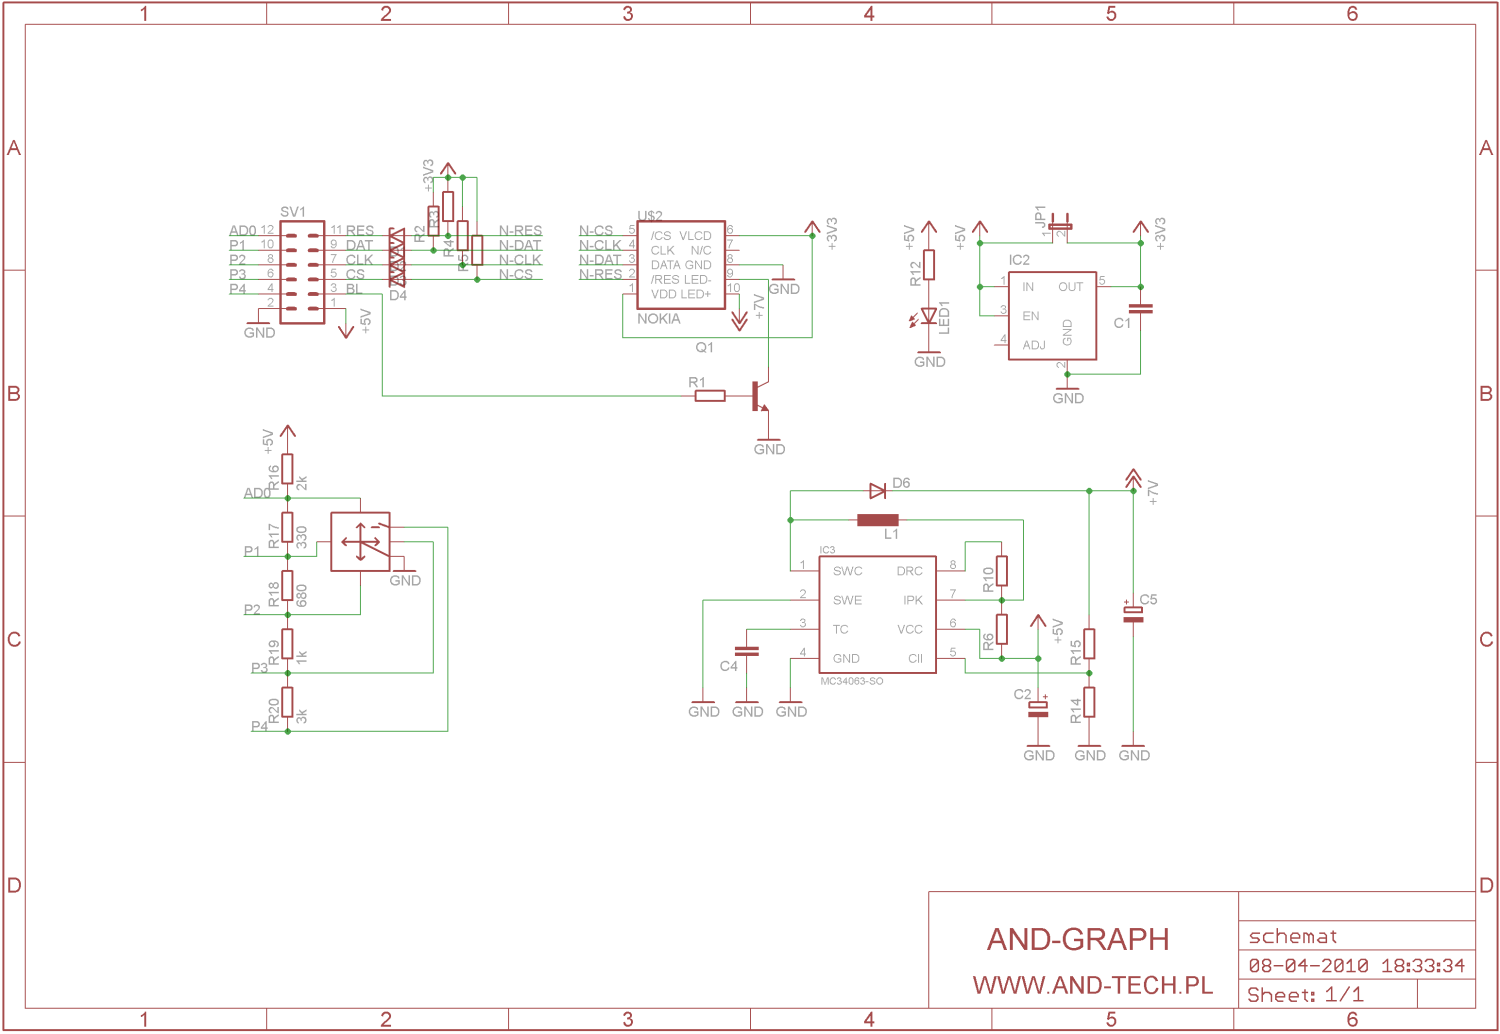 1 2 3 4 5 6
A A
+3V3
SV1
AD0 12 11 RES
P1 10 9 DAT
P2 8 7 CLK
P3 6 5 CS
P4 4 3 BL
2 1
GND
+5V
R2
R3
R4
R5
D4
N-RES
N-DAT
N-CLK
N-CS
U$2
N-CS 5 /CS VLCD 6
N-CLK 4 CLK N/C 7
N-DAT 3 DATA GND 8
N-RES 2 /RES LED- 9
1 VDD LED+ 10
NOKIA
+3V3
GND
+7V
Q1
R1
GND
+5V
R12
LED1
GND
+5V
JP1
1 2
+3V3
IC2
1 IN OUT 5
3 EN
4 ADJ
GND
2
C1
GND
B B
+5V
R16
2k
AD0
R17
330
P1
R18
680
P2
R19
1k
P3
R20
3k
P4
GND
D6
+7V
L1
IC3
1 SWC DRC 8
2 SWE IPK 7
3 TC VCC 6
4 GND CII 5
MC34063-SO
R10
R6
+5V
C4
C2
+
R15
R14
C5
+
GND GND GND
GND GND GND
C C
D D
AND-GRAPH
WWW.AND-TECH.PL
schemat
08-04-2010 18:33:34
Sheet: 1/1
1 2 3 4 5 6